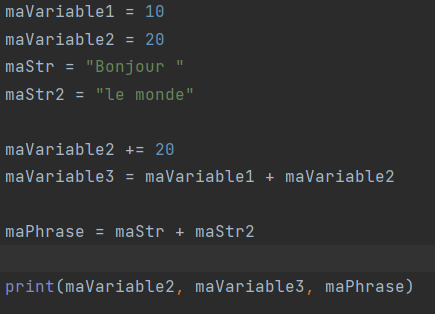 maVariable1 = 10
maVariable2 = 20
maStr = "Bonjour "
maStr2 = "le monde"
maVariable2 += 20
maVariable3 = maVariable1 + maVariable2
maPhrase = maStr + maStr2
print(maVariable2, maVariable3, maPhrase)